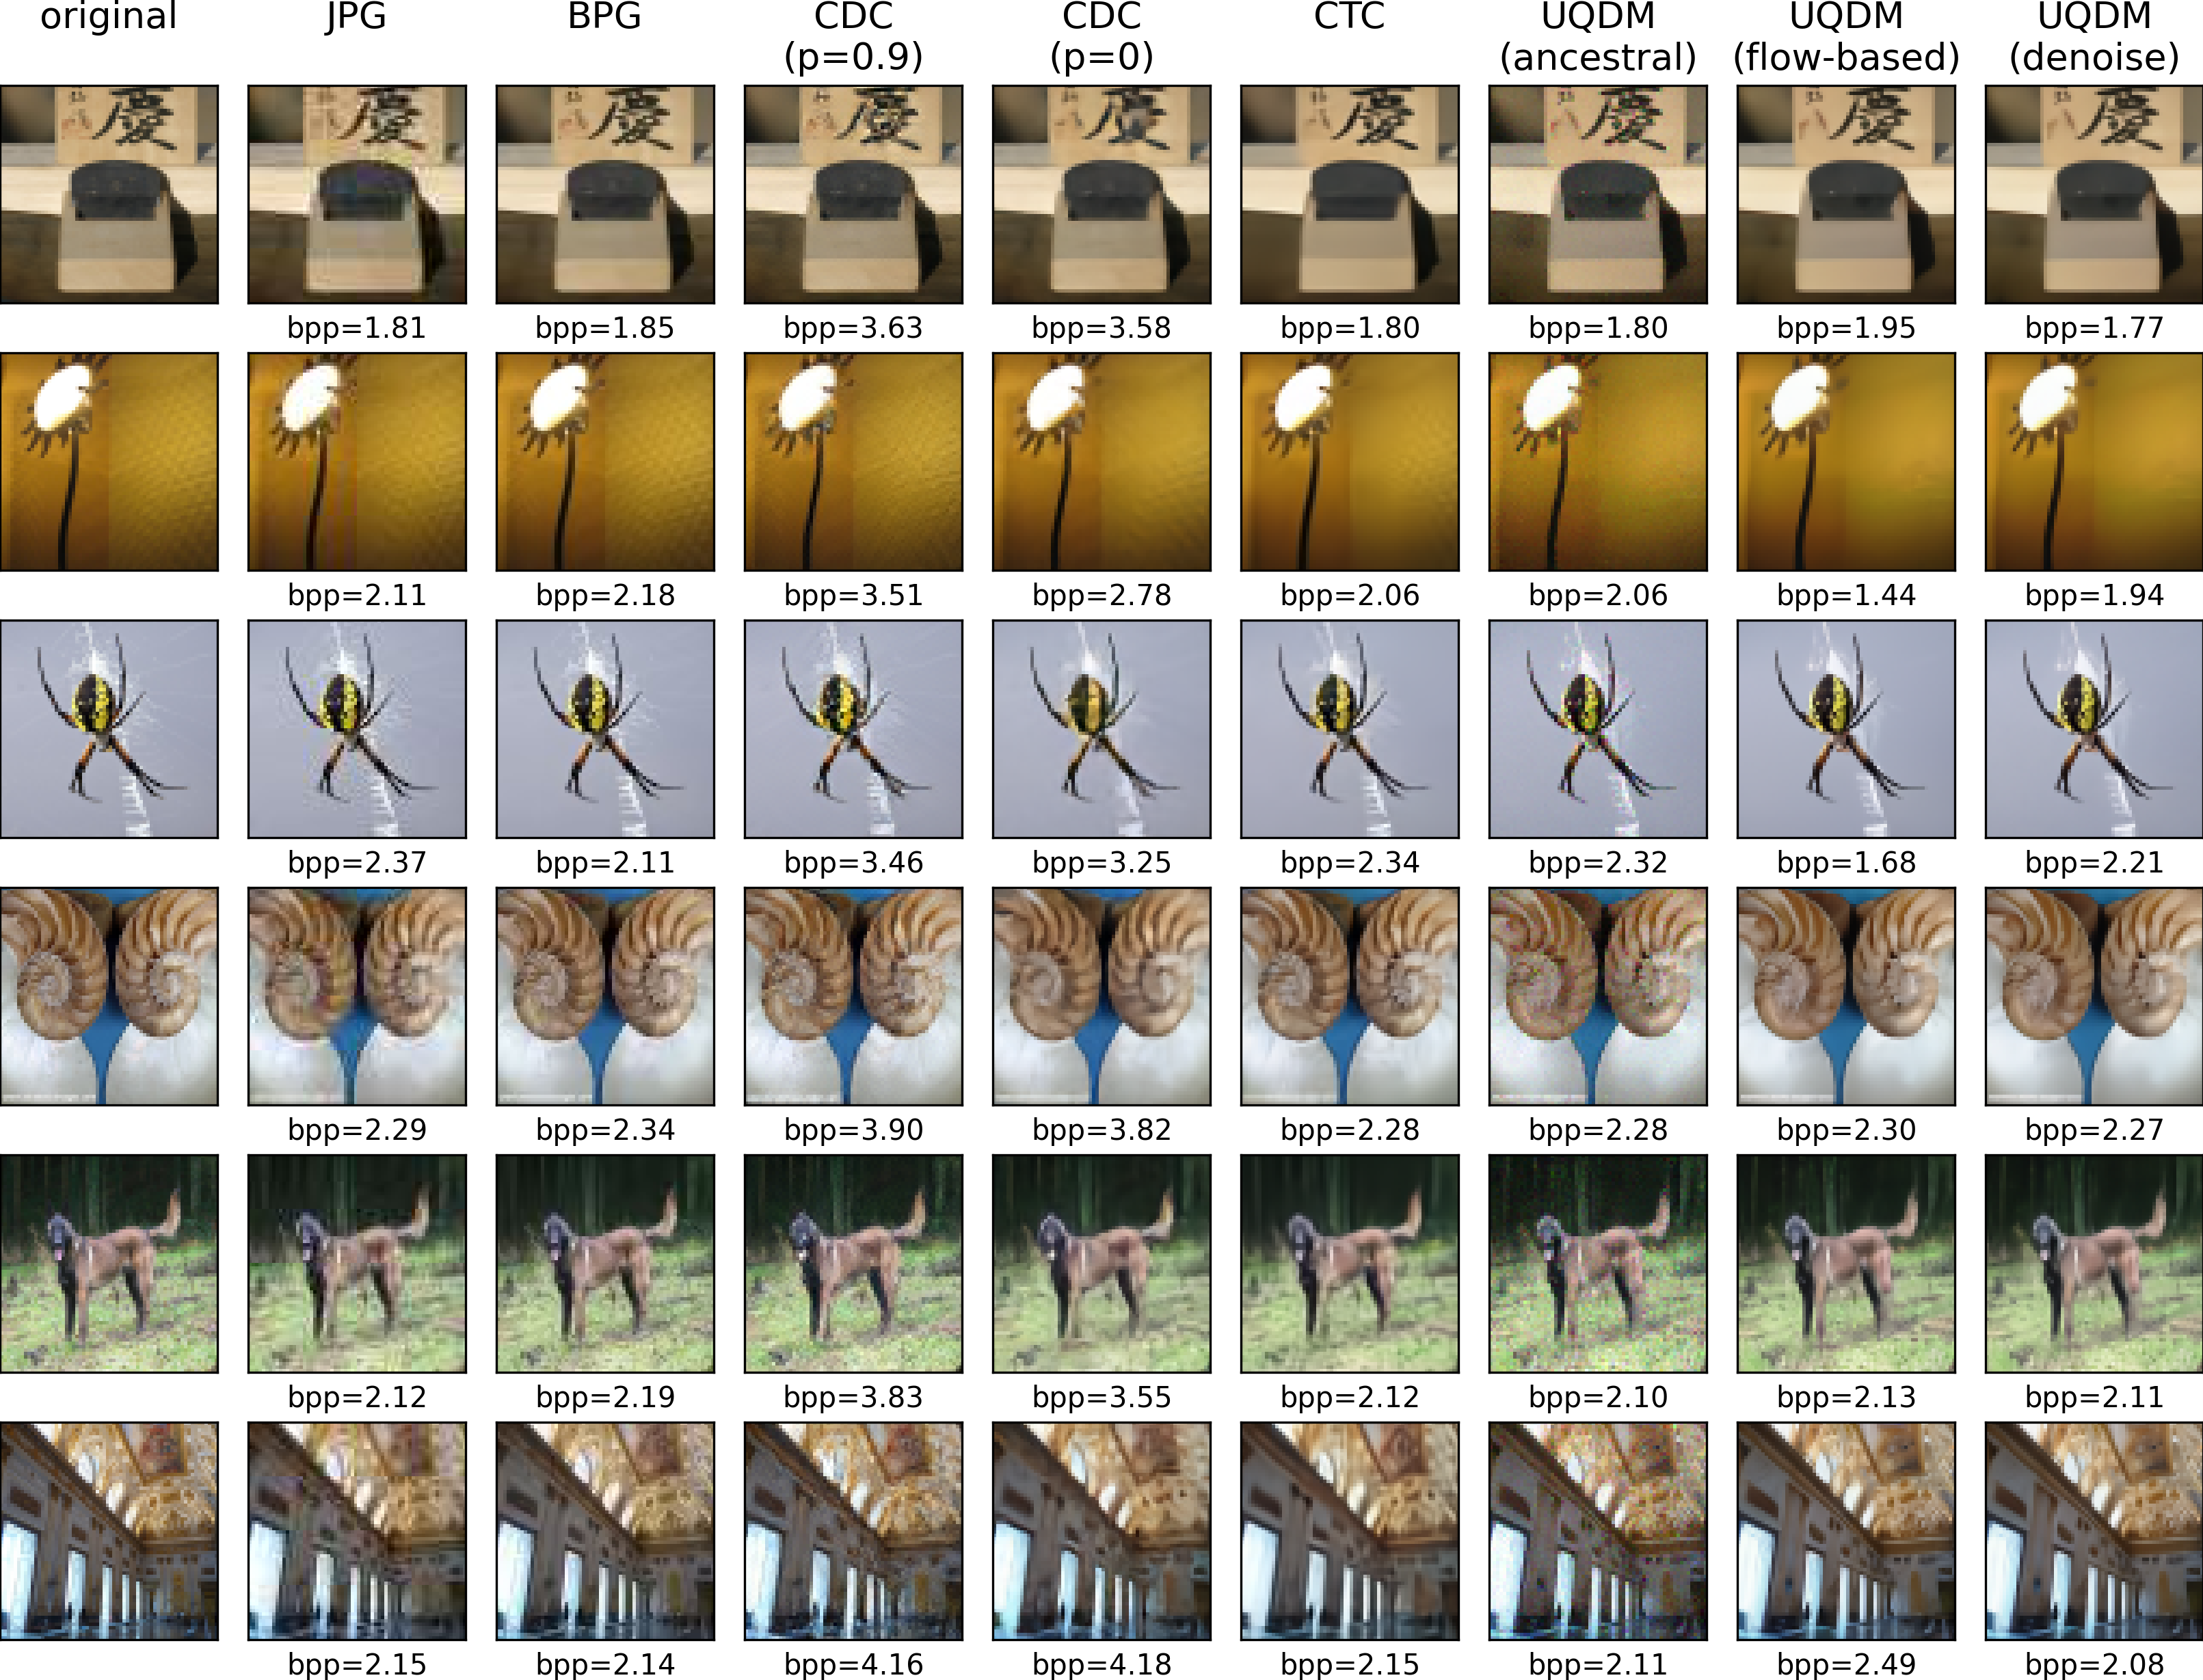 original JPG BPG CDC (p=0.9) CDC (p=0) CTC UQDM (ancestral) UQDM (flow-based) UQDM (denoise)
慶 慶 慶 慶 慶 慶 慶 慶
bpp=1.81 bpp=1.85 bpp=3.63 bpp=3.58 bpp=1.80 bpp=1.80 bpp=1.95 bpp=1.77
bpp=2.11 bpp=2.18 bpp=3.51 bpp=2.78 bpp=2.06 bpp=2.06 bpp=1.44 bpp=1.94
bpp=2.37 bpp=2.11 bpp=3.46 bpp=3.25 bpp=2.34 bpp=2.32 bpp=1.68 bpp=2.21
bpp=2.29 bpp=2.34 bpp=3.90 bpp=3.82 bpp=2.28 bpp=2.28 bpp=2.30 bpp=2.27
bpp=2.12 bpp=2.19 bpp=3.83 bpp=3.55 bpp=2.12 bpp=2.10 bpp=2.13 bpp=2.11
bpp=2.15 bpp=2.14 bpp=4.16 bpp=4.18 bpp=2.15 bpp=2.11 bpp=2.49 bpp=2.08